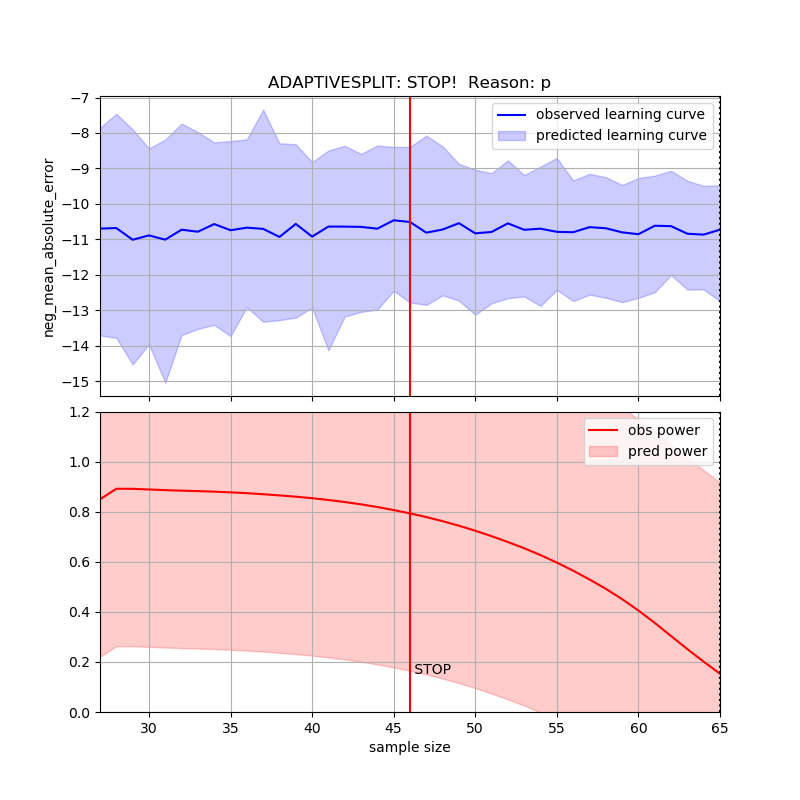 ADAPTIVESPLIT: STOP!  Reason: p
−7
−8
−9
−10
−11
−12
−13
−14
−15
neg_mean_absolute_error
observed learning curve
predicted learning curve
1.2
1.0
0.8
0.6
0.4
0.2
0.0
obs power
pred power
STOP
30 35 40 45 50 55 60 65
sample size